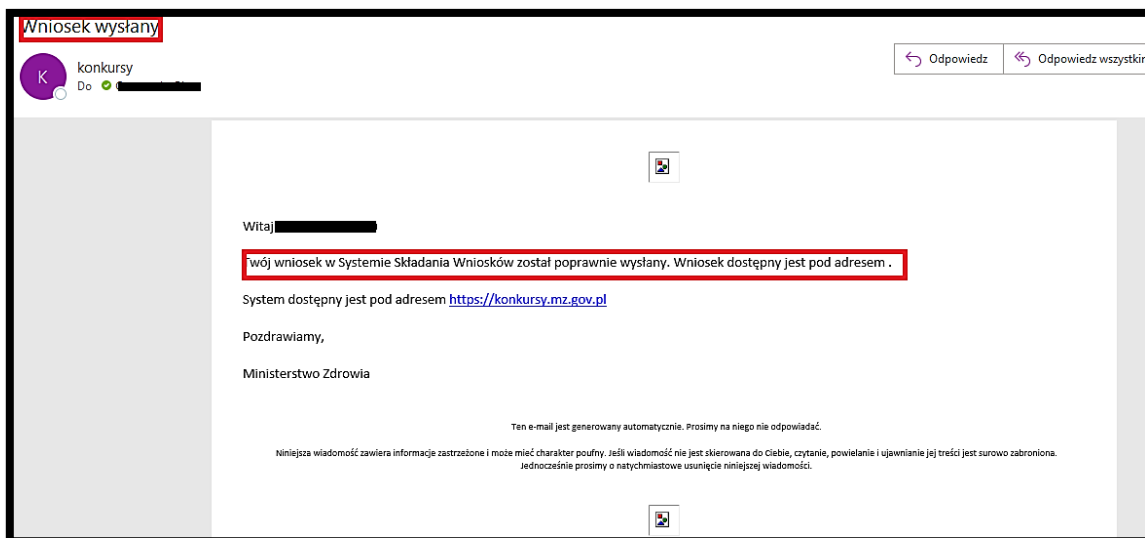 Wniosek wysłany
K
konkursy
Do
Odpowiedz
Odpowiedz wszystkim
Witaj
Twój wniosek w Systemie Składania Wniosków został poprawnie wysłany. Wniosek dostępny jest pod adresem .
System dostępny jest pod adresem https://konkursy.mz.gov.pl
Pozdrawiamy,
Ministerstwo Zdrowia
Ten e-mail jest generowany automatycznie. Prosimy na niego nie odpowiadać.
Niniejsza wiadomość zawiera informacje zastrzeżone i może mieć charakter poufny. Jeśli wiadomość nie jest skierowana do Ciebie, czytanie, powielanie i ujawnianie jej treści jest surowo zabroniona.
Jednocześnie prosimy o natychmiastowe usunięcie niniejszej wiadomości.